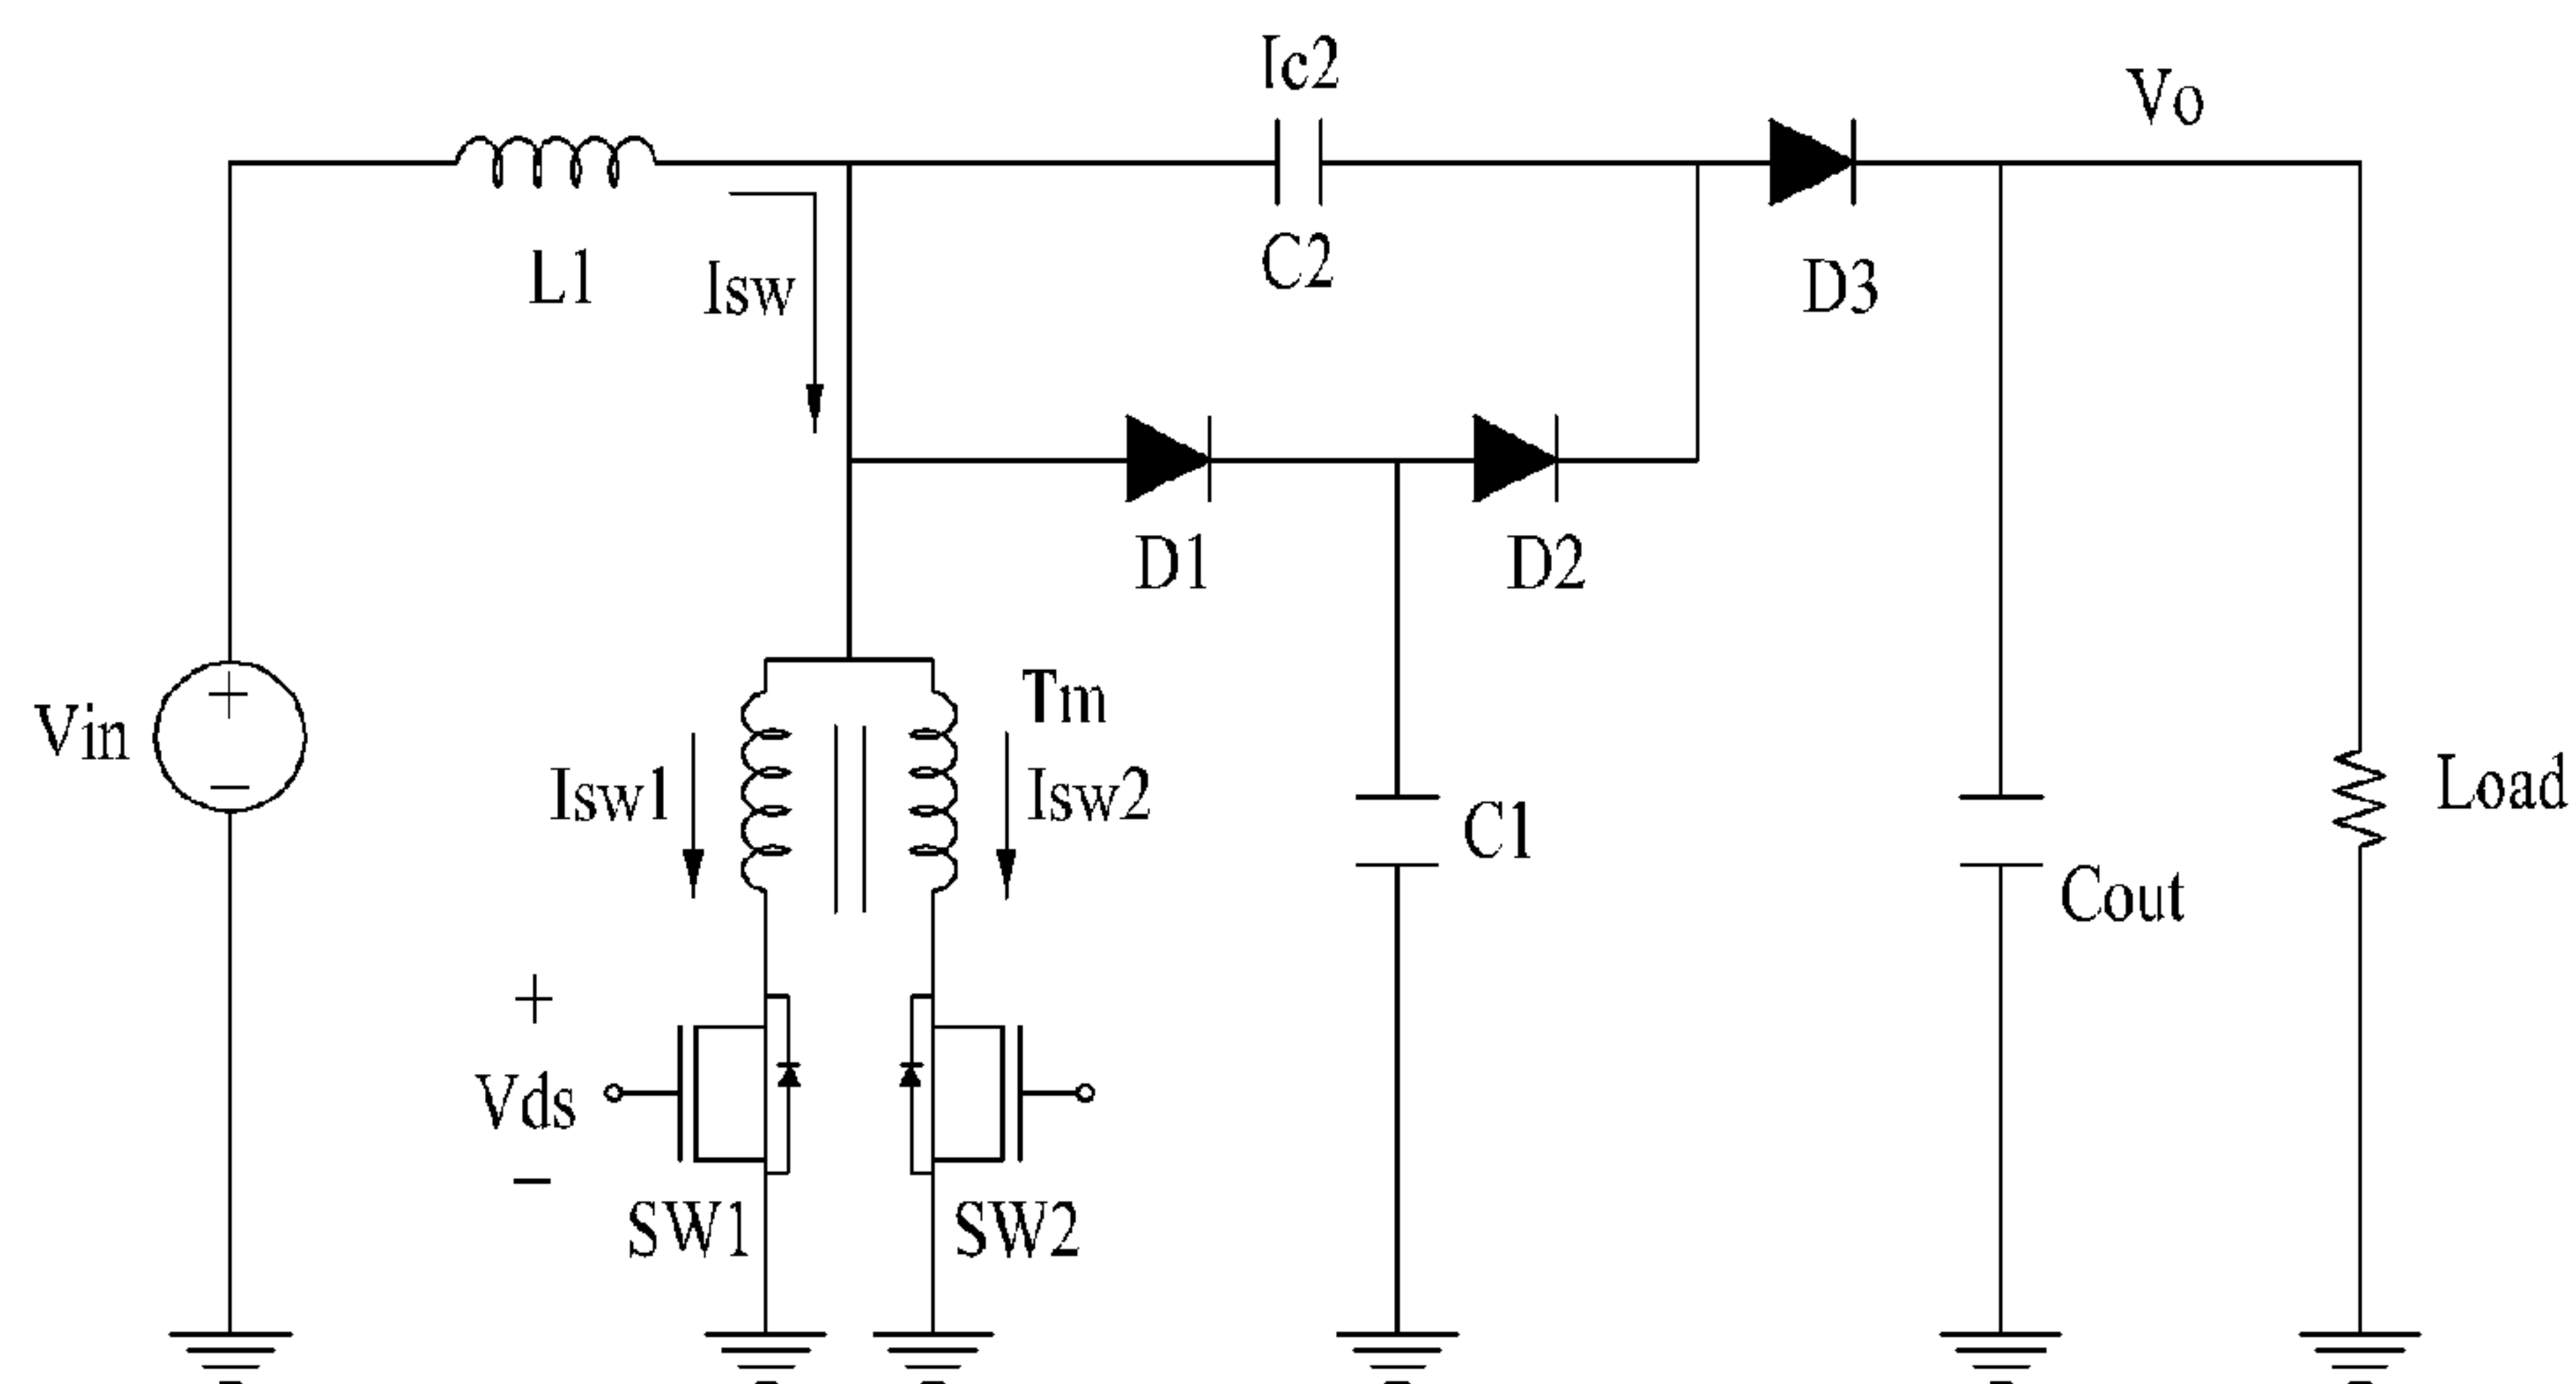 Ic2
Vo
C2
L1
Isw
D3
D1
D2
Tm
+
Vin
−
Isw1
Isw2
Load
C1
Cout
+
Vds
−
SW1
SW2